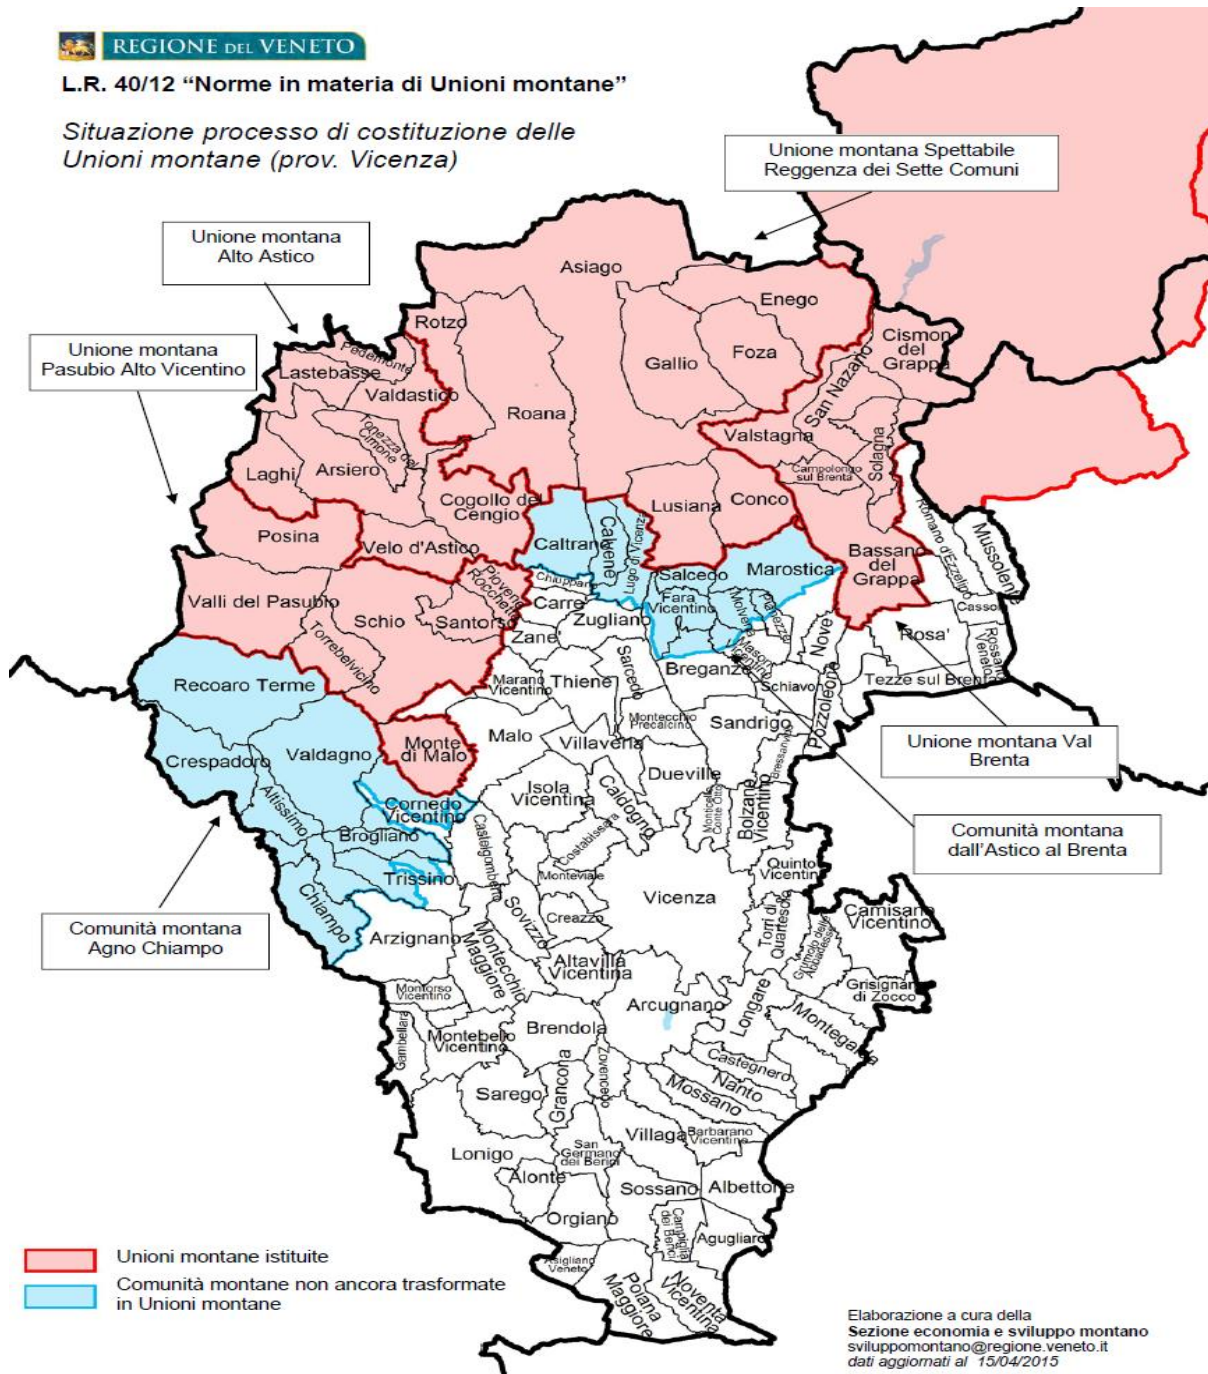 REGIONE DEL VENETO
L.R. 40/12 “Norme in materia di Unioni montane”
Situazione processo di costituzione delle
Unioni montane (prov. Vicenza)
Unione montana Spettabile
Reggenza dei Sette Comuni
Unione montana
Alto Astico
Unione montana
Pasubio Alto Vicentino
Asiago
Enego
Rotzo
Cismon
del
Grappa
Pedemonte
Lastebasse
Gallio
Foza
San Nazario
Valdastico
Roana
Valstagna
Tonezza del
Cimone
Solagna
Laghi
Arsiero
Campolongo
sul Brenta
Cogollo del
Cengio
Lusiana
Conco
Posina
Velo d'Astico
Caltrano
Calvene
Lugo di Vicenza
Romano d'Ezzelino
Mussolente
Bassano
del
Grappa
Marostica
Salcedo
Chiuppano
Piovene
Rocchette
Valli del Pasubio
Fara
Vicentino
Molvena
Pianezze
Carre
Schio
Santorso
Zugliano
Cassola
Zane'
Nove
Rosa'
Rossano
Veneto
Torrebelvicino
Mason
Vicentino
Sarcedo
Breganze
Recoaro Terme
Marano
Vicentino
Thiene
Schiavon
Tezze sul Brenta
Pozzoleone
Montecchio
Precalcino
Sandrigo
Malo
Villaverla
Monte
di Malo
Valdagno
Bressanvido
Unione montana Val
Brenta
Crespadoro
Dueville
Isola
Vicentina
Caldogno
Altissimo
Cornedo
Vicentino
Monticello
Conte Otto
Bolzano
Vicentino
Brogliano
Castelgomberto
Costabissara
Comunità montana
dall'Astico al Brenta
Trissino
Monteviale
Quinto
Vicentino
Chiampo
Vicenza
Comunità montana
Agno Chiampo
Creazzo
Sovizzo
Torri di
Quartesolo
Camisano
Vicentino
Arzignano
Grumolo delle
Abbadesse
Montecchio
Maggiore
Altavilla
Vicentina
Montorso
Vicentino
Arcugnano
Longare
Grisignano
di Zocco
Gambellara
Montebello
Vicentino
Brendola
Montegalda
Zovencedo
Castegnero
Grancona
Nanto
Sarego
Mossano
Villaga
Barbarano
Vicentino
Lonigo
San
Germano
dei Berici
Alonte
Sossano
Albettone
Orgiano
Campiglia
dei Berici
Agugliaro
Asigliano
Veneto
Poiana
Maggiore
Noventa
Vicentina
Unioni montane istituite
Comunità montane non ancora trasformate
in Unioni montane
Elaborazione a cura della
Sezione economia e sviluppo montano
sviluppomontano@regione.veneto.it
dati aggiornati al 15/04/2015